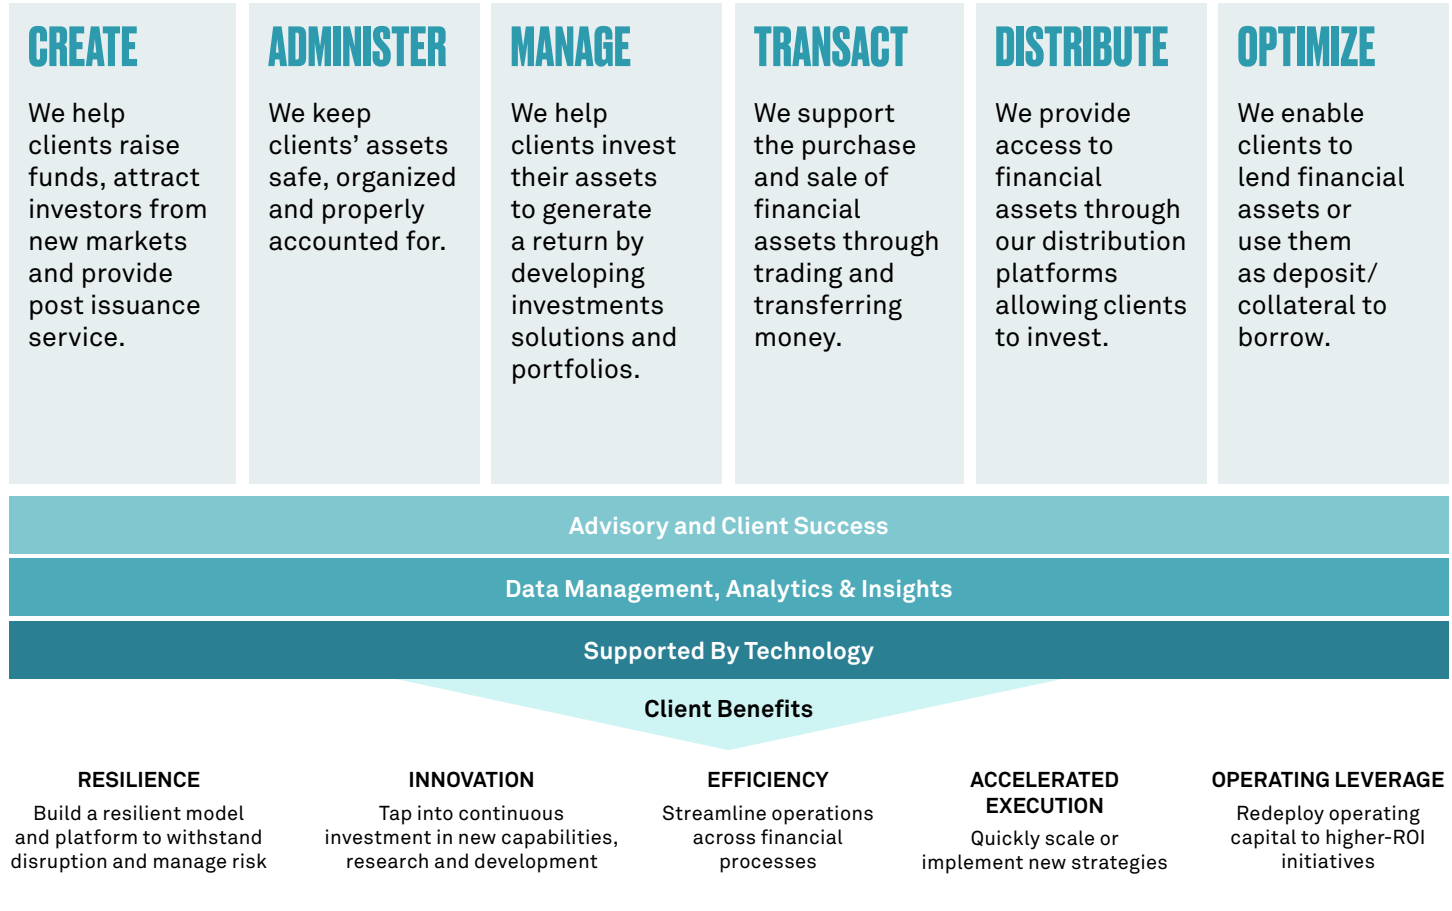 CREATE
We help
clients raise
funds, attract
investors from
new markets
and provide
post issuance
service.
ADMINISTER
We keep
clients’ assets
safe, organized
and properly
accounted for.
MANAGE
We help
clients invest
their assets
to generate
a return by
developing
investments
solutions and
portfolios.
TRANSACT
We support
the purchase
and sale of
financial
assets through
trading and
transferring
money.
DISTRIBUTE
We provide
access to
financial
assets through
our distribution
platforms
allowing clients
to invest.
OPTIMIZE
We enable
clients to
lend financial
assets or
use them
as deposit/
collateral to
borrow.
Advisory and Client Success
Data Management, Analytics & Insights
Supported By Technology
Client Benefits
RESILIENCE
Build a resilient model
and platform to withstand
disruption and manage risk
INNOVATION
Tap into continuous
investment in new capabilities,
research and development
EFFICIENCY
Streamline operations
across financial
processes
ACCELERATED
EXECUTION
Quickly scale or
implement new strategies
OPERATING LEVERAGE
Redeploy operating
capital to higher-ROI
initiatives